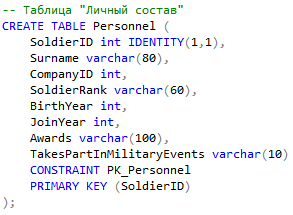 -- Таблица "Личный состав"
CREATE TABLE Personnel (
SoldierID int IDENTITY(1,1),
Surname varchar(80),
CompanyID int,
SoldierRank varchar(60),
BirthYear int,
JoinYear int,
Awards varchar(100),
TakesPartInMilitaryEvents varchar(10)
CONSTRAINT PK_Personnel
PRIMARY KEY (SoldierID)
);